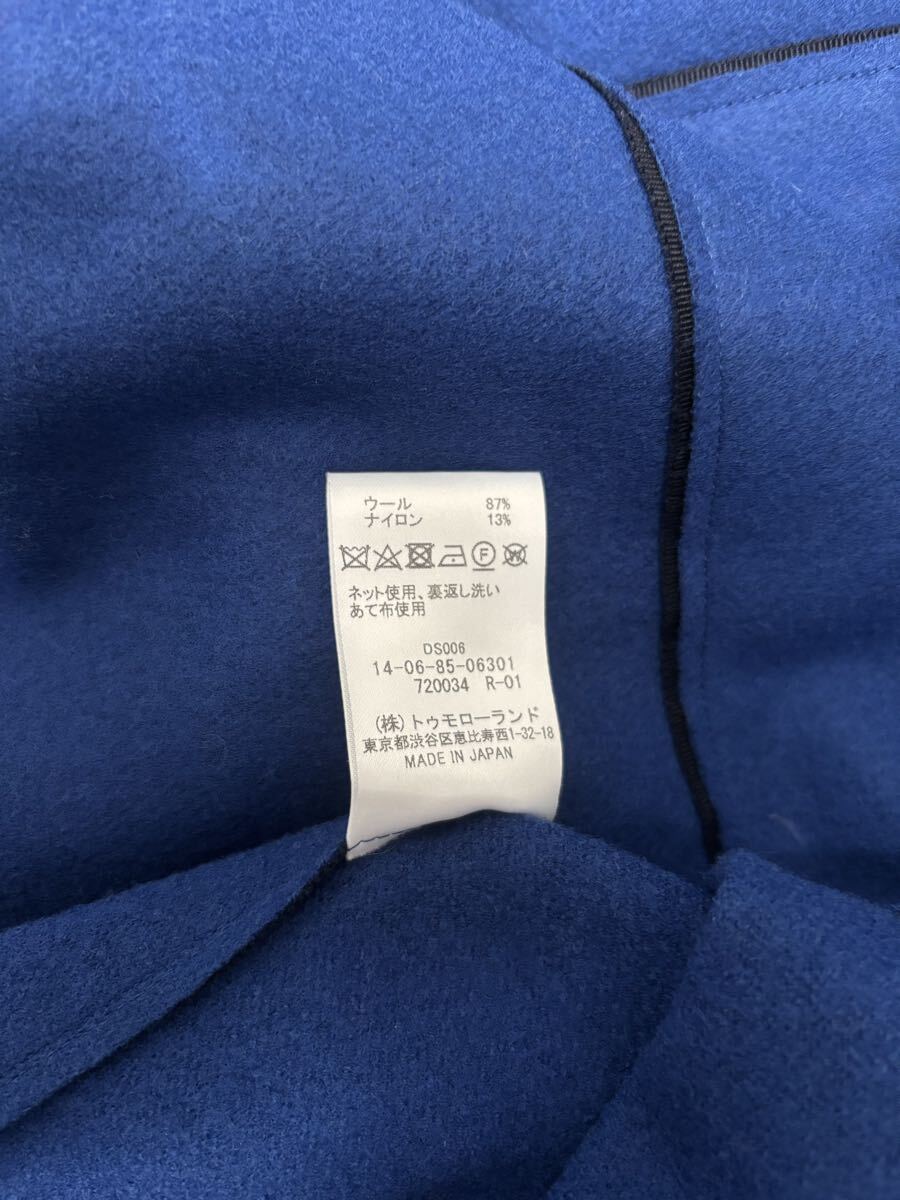 ウール 87%
ナイロン 13%
F W
ネット使用、裏返し洗い
あて布使用
DS006
14-06-85-06301
720034 R-01
(株)トゥモローランド
東京都渋谷区恵比寿西1-32-18
MADE IN JAPAN